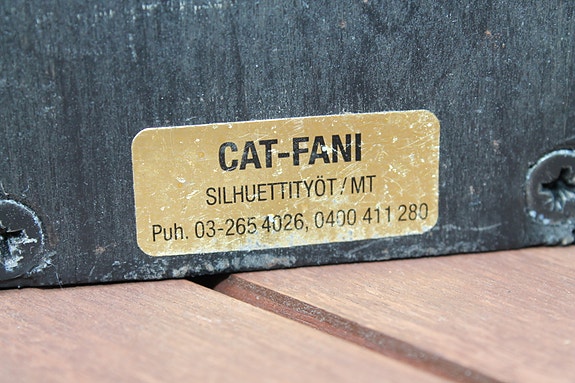 CAT-FANI
SILHUETTITYÖT / MT
Puh. 03-265 4026, 0400 411 280